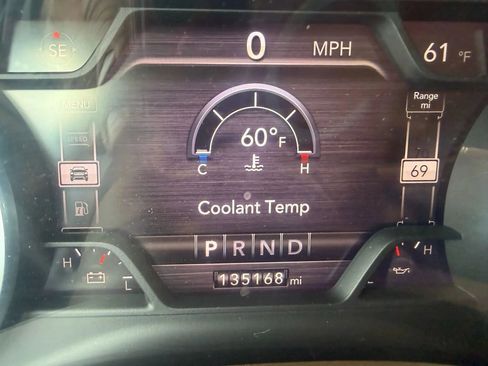 SE
0 MPH
61 °F
MENU
SPEED
Range
mi
60°F
C H
69
Coolant Temp
P R N D
H L
135168 mi
H
L